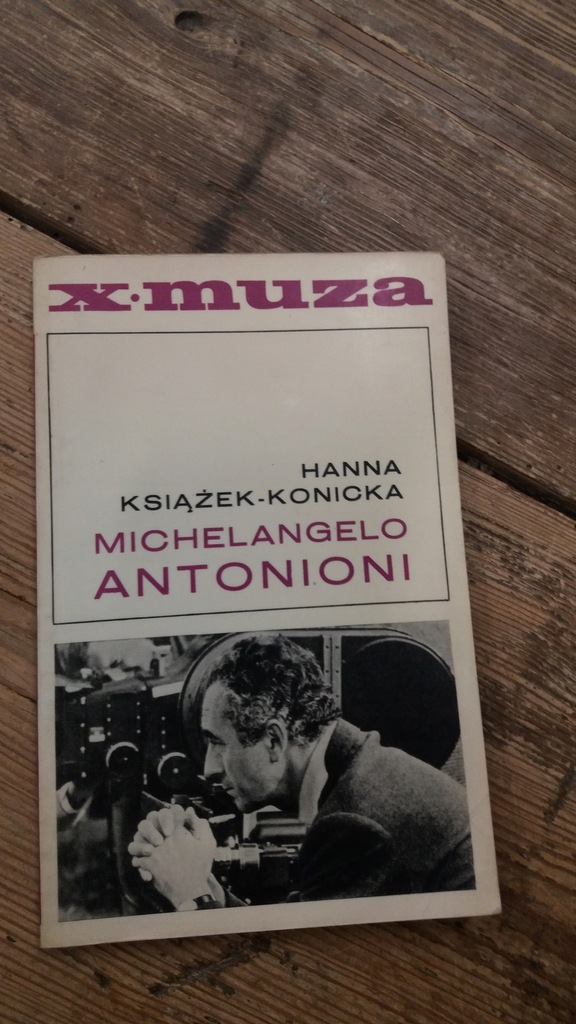 x·muza
HANNA
KSIĄŻEK-KONICKA
MICHELANGELO
ANTONIONI